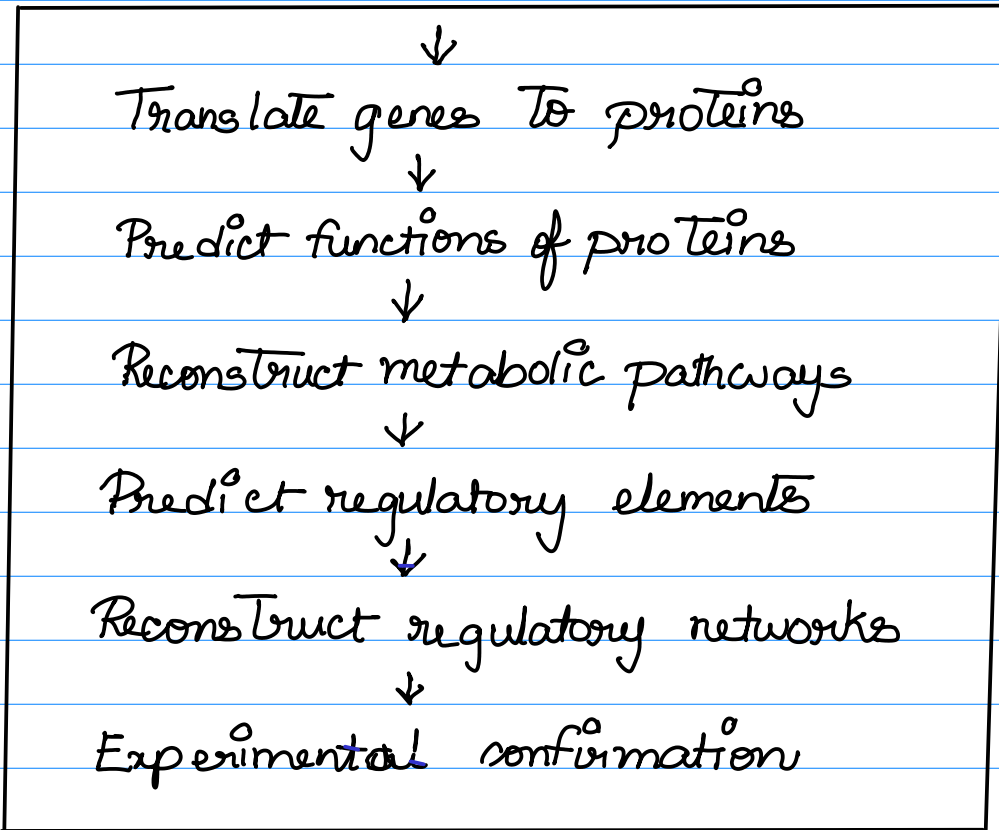 ↓
Translate genes to proteins
↓
Predict functions of proteins
↓
Reconstruct metabolic pathways
↓
Predict regulatory elements
↓
Reconstruct regulatory networks
↓
Experimental confirmation